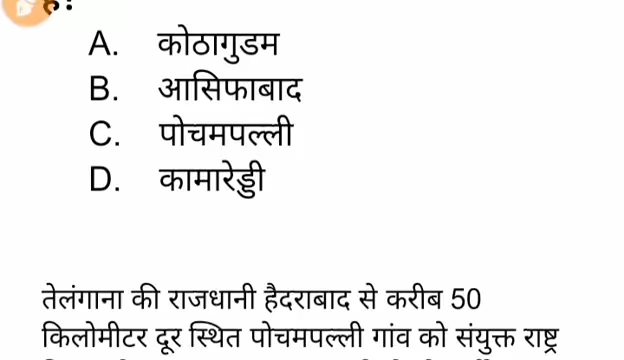 A. कोठागुडम
B. आसिफाबाद
C. पोचमपल्ली
D. कामारेड्डी
तेलंगाना की राजधानी हैदराबाद से करीब 50
किलोमीटर दूर स्थित पोचमपल्ली गांव को संयुक्त राष्ट्र